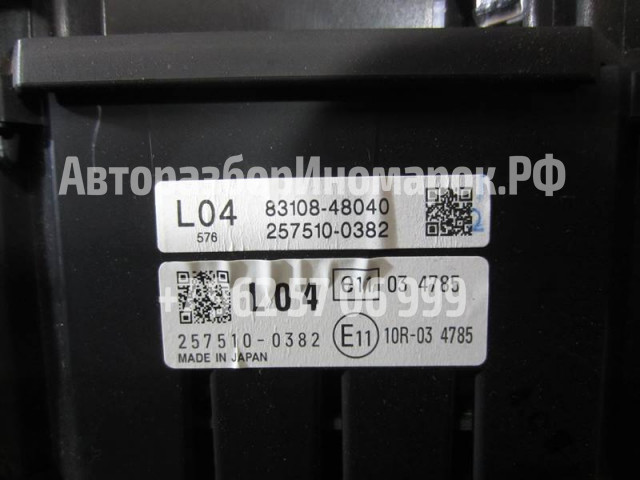 АвторазборИномарок.РФ
L04 83108-48040
576 257510-0382
L04 e11 03 4785
257510-0382 E11 10R-03 4785
MADE IN JAPAN